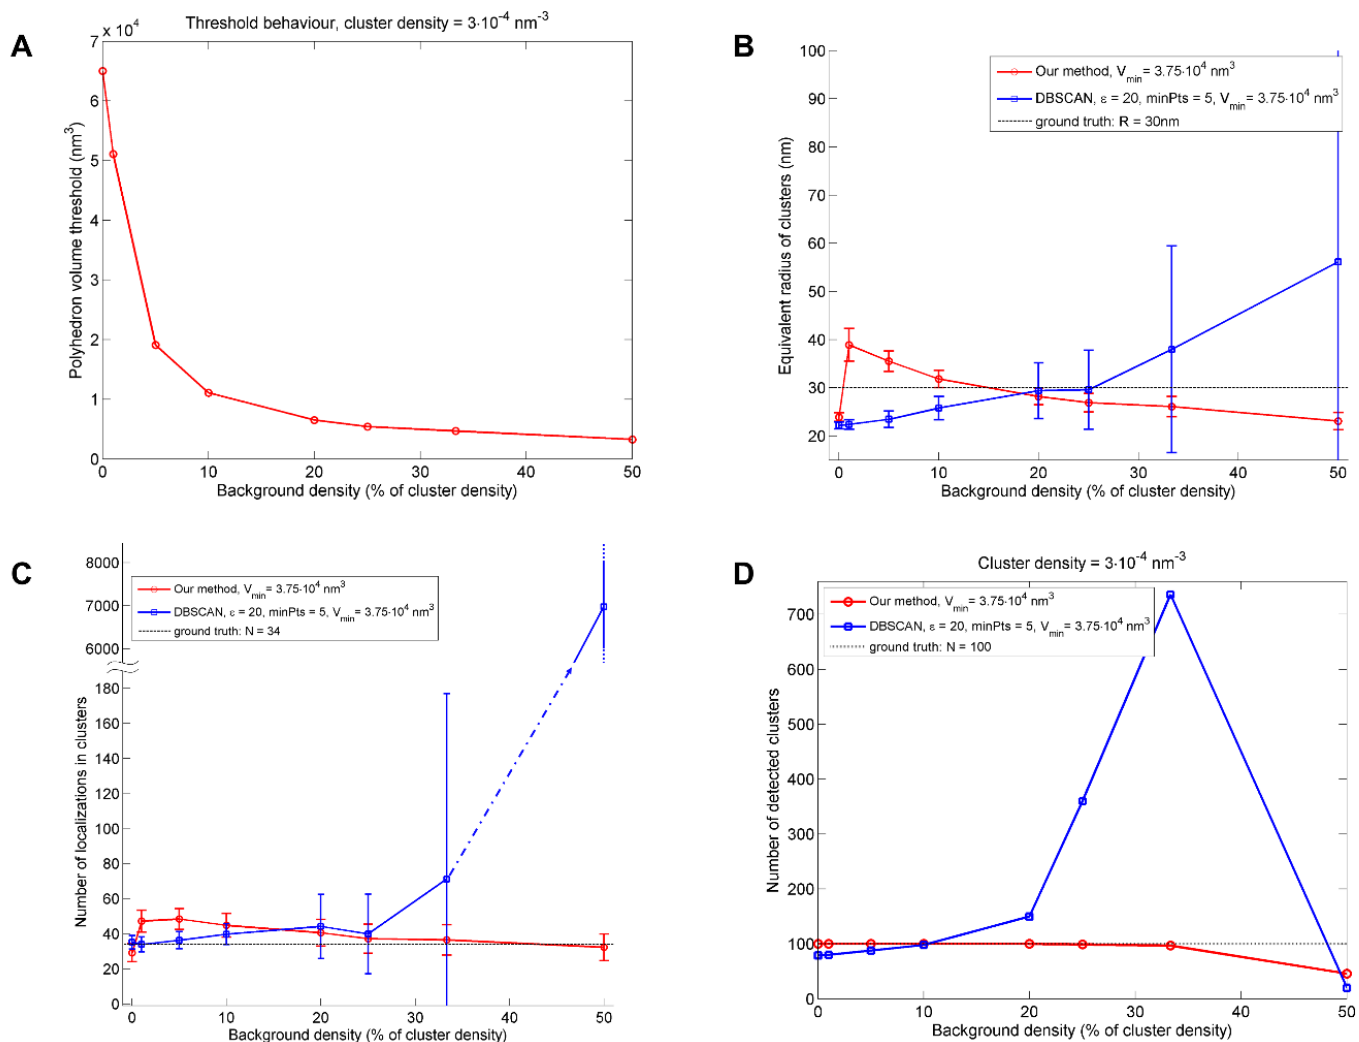 A
Threshold behaviour, cluster density = 3·10⁻⁴ nm⁻³
x 10⁴
7
6
5
4
3
2
1
0
Polyhedron volume threshold (nm³)
0 10 20 30 40 50
Background density (% of cluster density)
B
100
90
80
70
60
50
40
30
20
Equivalent radius of clusters (nm)
Our method, Vmin = 3.75·10⁴ nm³
DBSCAN, ε = 20, minPts = 5, Vmin = 3.75·10⁴ nm³
ground truth: R = 30nm
0 10 20 30 40 50
Background density (% of cluster density)
C
8000
7000
6000
180
160
140
120
100
80
60
40
20
0
Number of localizations in clusters
Our method, Vmin = 3.75·10⁴ nm³
DBSCAN, ε = 20, minPts = 5, Vmin = 3.75·10⁴ nm³
ground truth: N = 34
0 10 20 30 40 50
Background density (% of cluster density)
D
Cluster density = 3·10⁻⁴ nm⁻³
700
600
500
400
300
200
100
0
Number of detected clusters
Our method, Vmin = 3.75·10⁴ nm³
DBSCAN, ε = 20, minPts = 5, Vmin = 3.75·10⁴ nm³
ground truth: N = 100
0 10 20 30 40 50
Background density (% of cluster density)